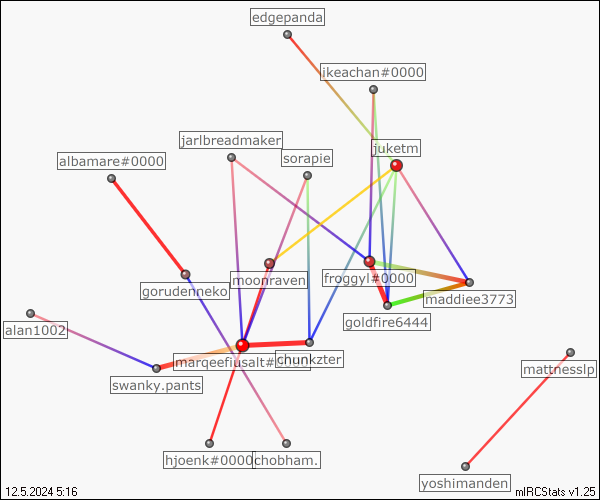 edgepanda
ikeachan#0000
jarlbreadmaker
juketm
albamare#0000
sorapie
moonraven
froggyl#0000
gorudenneko
maddiee3773
goldfire6444
alan1002
marqeefiusalt#0000
chunkzter
swanky.pants
mattnesslp
hjoenk#0000
chobham.
yoshimanden
12.5.2024 5:16
mIRCStats v1.25